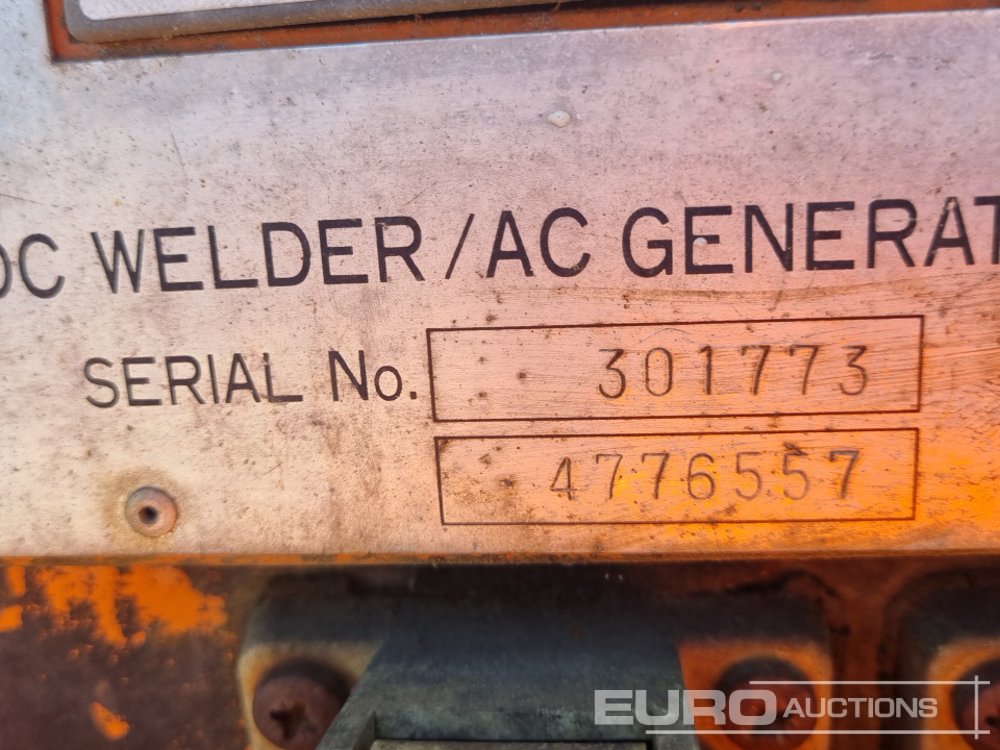 DC WELDER/AC GENERAT
SERIAL No. 301773
4776557
EURO AUCTIONS